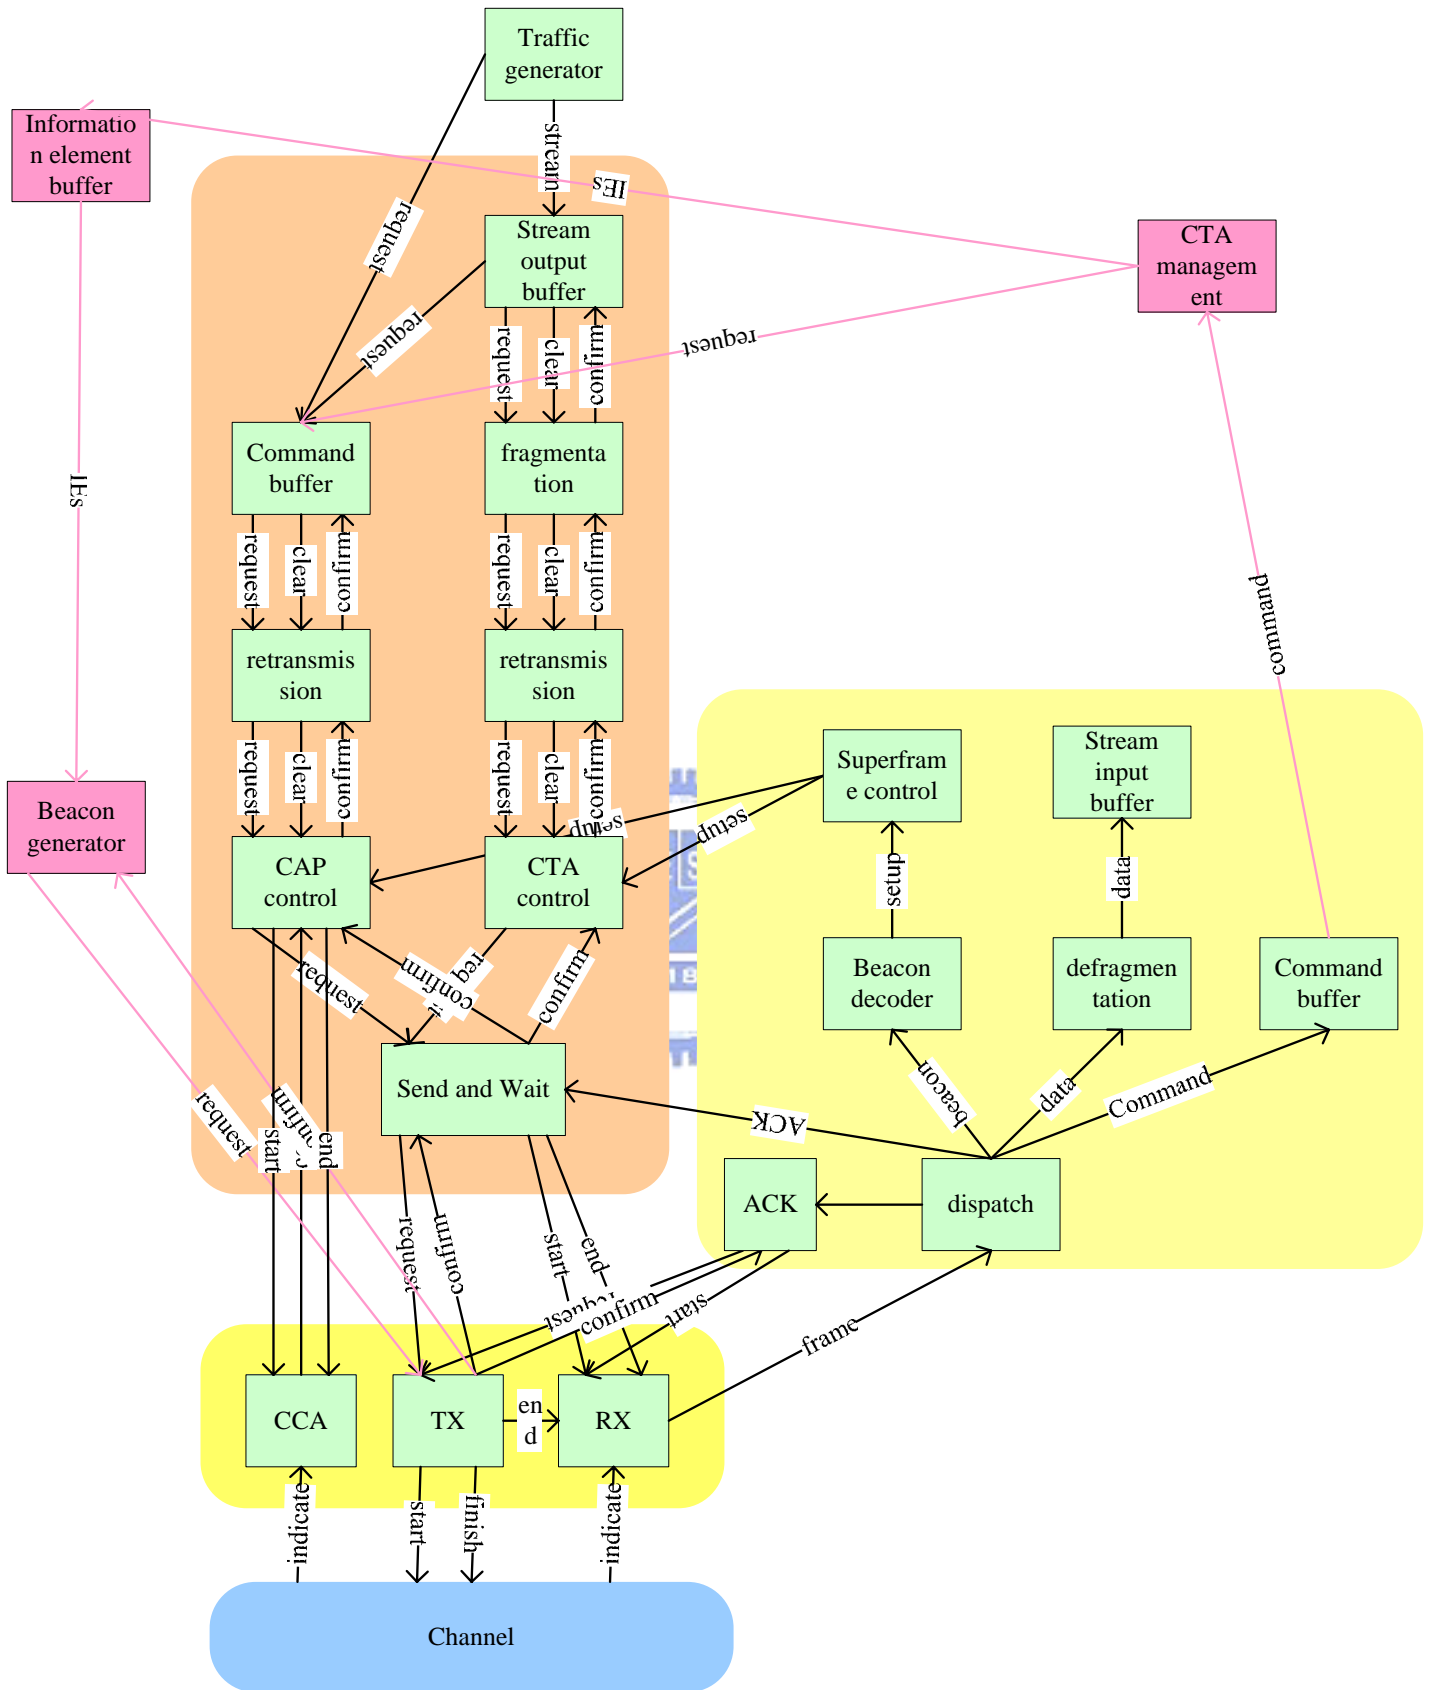 Traffic
generator
Informatio
n element
buffer
stream
IEs
request
Stream
output
buffer
CTA
managem
ent
request
request
clear
confirm
request
Command
buffer
fragmenta
tion
IEs
request
clear
confirm
request
clear
confirm
command
retransmis
sion
retransmis
sion
request
clear
confirm
request
clear
confirm
Superfram
e control
Stream
input
buffer
Beacon
generator
setup
setup
CAP
control
CTA
control
setup
data
request
confirm
confirm
Beacon
decoder
defragmen
tation
Command
buffer
Send and Wait
request
start
end
ACK
beacon
data
Command
ACK
dispatch
request
confirm
start
end
confirm
start
frame
CCA
TX
en
d
RX
indicate
start
finish
indicate
Channel